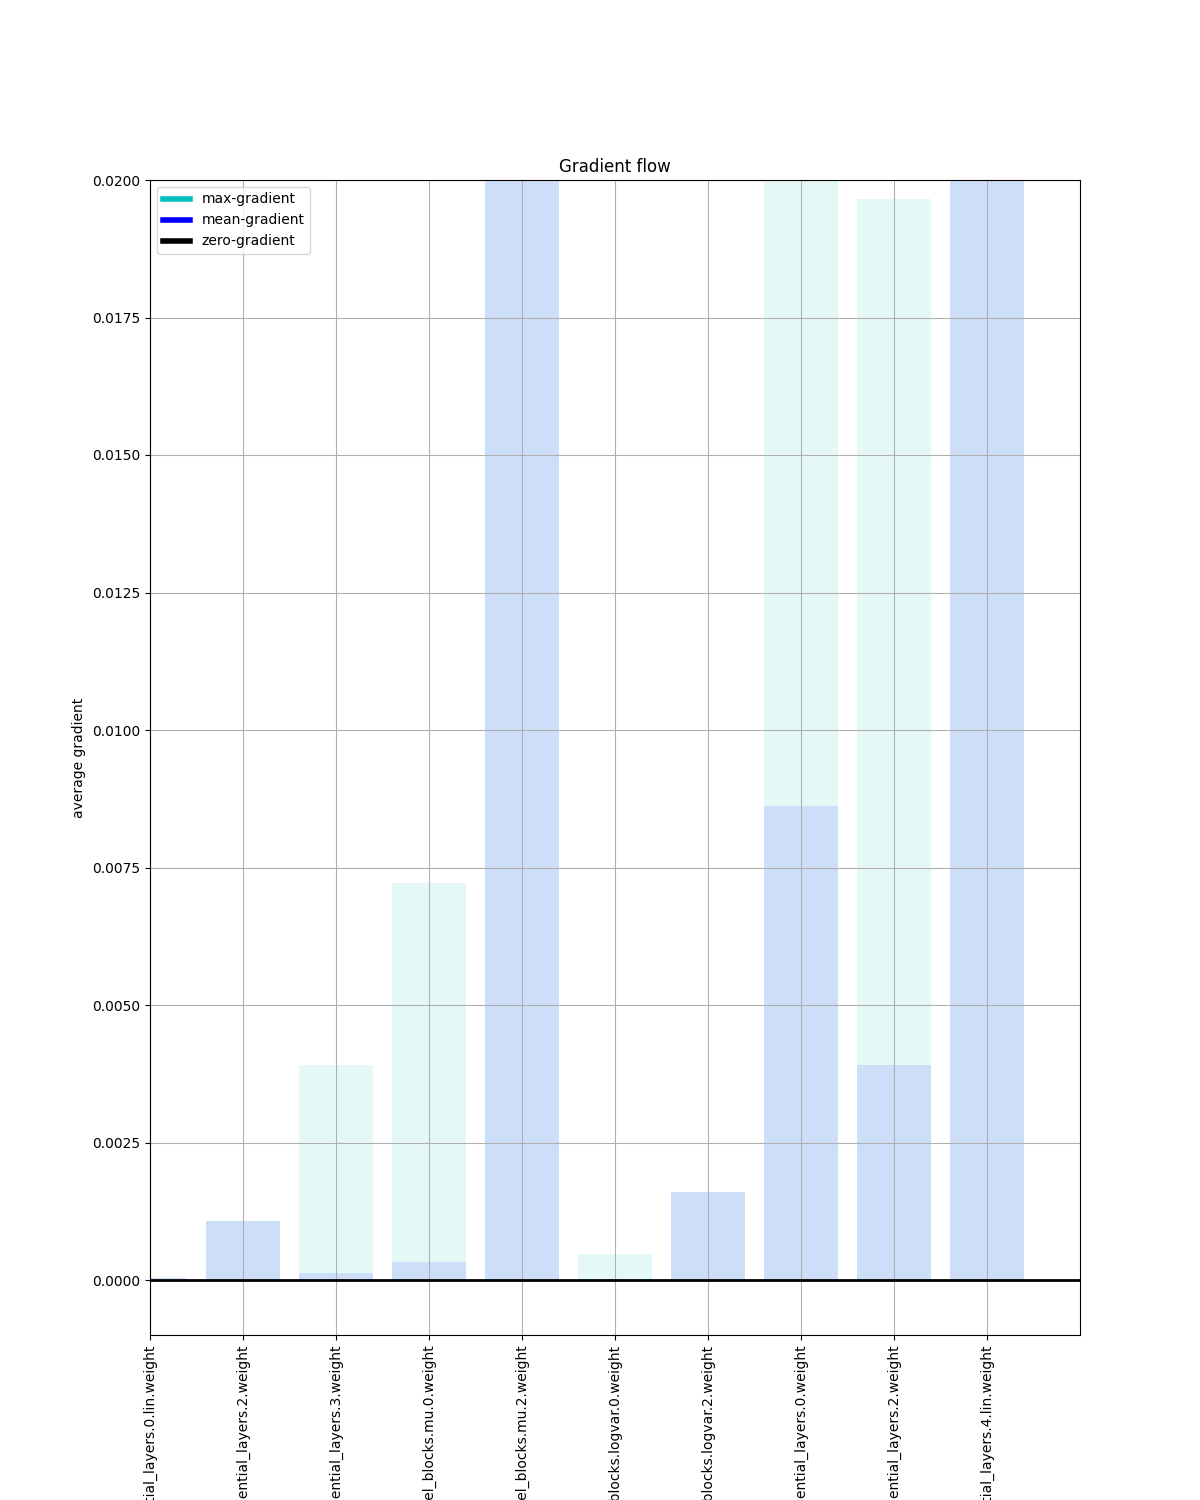 Gradient flow
max-gradient
mean-gradient
zero-gradient
0.0200
0.0175
0.0150
0.0125
0.0100
0.0075
0.0050
0.0025
0.0000
average gradient
tial_layers.0.lin.weight
ential_layers.2.weight
ential_layers.3.weight
el_blocks.mu.0.weight
el_blocks.mu.2.weight
blocks.logvar.0.weight
blocks.logvar.2.weight
ential_layers.0.weight
ential_layers.2.weight
tial_layers.4.lin.weight